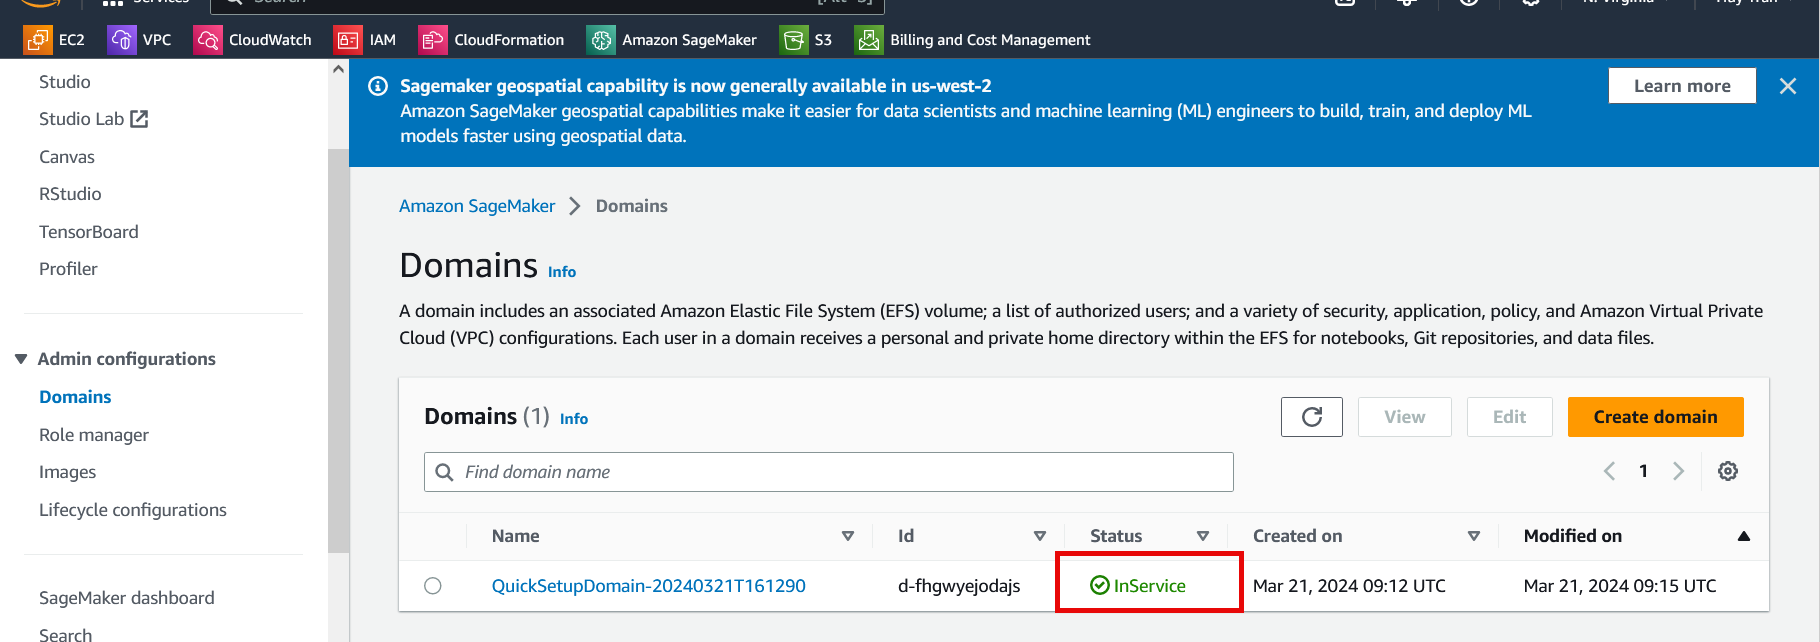 Services
Search
[Alt+S]
N. Virginia
EC2
VPC
CloudWatch
IAM
CloudFormation
Amazon SageMaker
S3
Billing and Cost Management
Studio
Studio Lab
Canvas
RStudio
TensorBoard
Profiler
Admin configurations
Domains
Role manager
Images
Lifecycle configurations
SageMaker dashboard
Search
Sagemaker geospatial capability is now generally available in us-west-2
Amazon SageMaker geospatial capabilities make it easier for data scientists and machine learning (ML) engineers to build, train, and deploy ML
models faster using geospatial data.
Learn more
Amazon SageMaker > Domains
Domains Info
A domain includes an associated Amazon Elastic File System (EFS) volume; a list of authorized users; and a variety of security, application, policy, and Amazon Virtual Private
Cloud (VPC) configurations. Each user in a domain receives a personal and private home directory within the EFS for notebooks, Git repositories, and data files.
Domains (1) Info
View
Edit
Create domain
Find domain name
1
Name Id Status Created on Modified on
QuickSetupDomain-20240321T161290 d-fhgwyejodajs InService Mar 21, 2024 09:12 UTC Mar 21, 2024 09:15 UTC